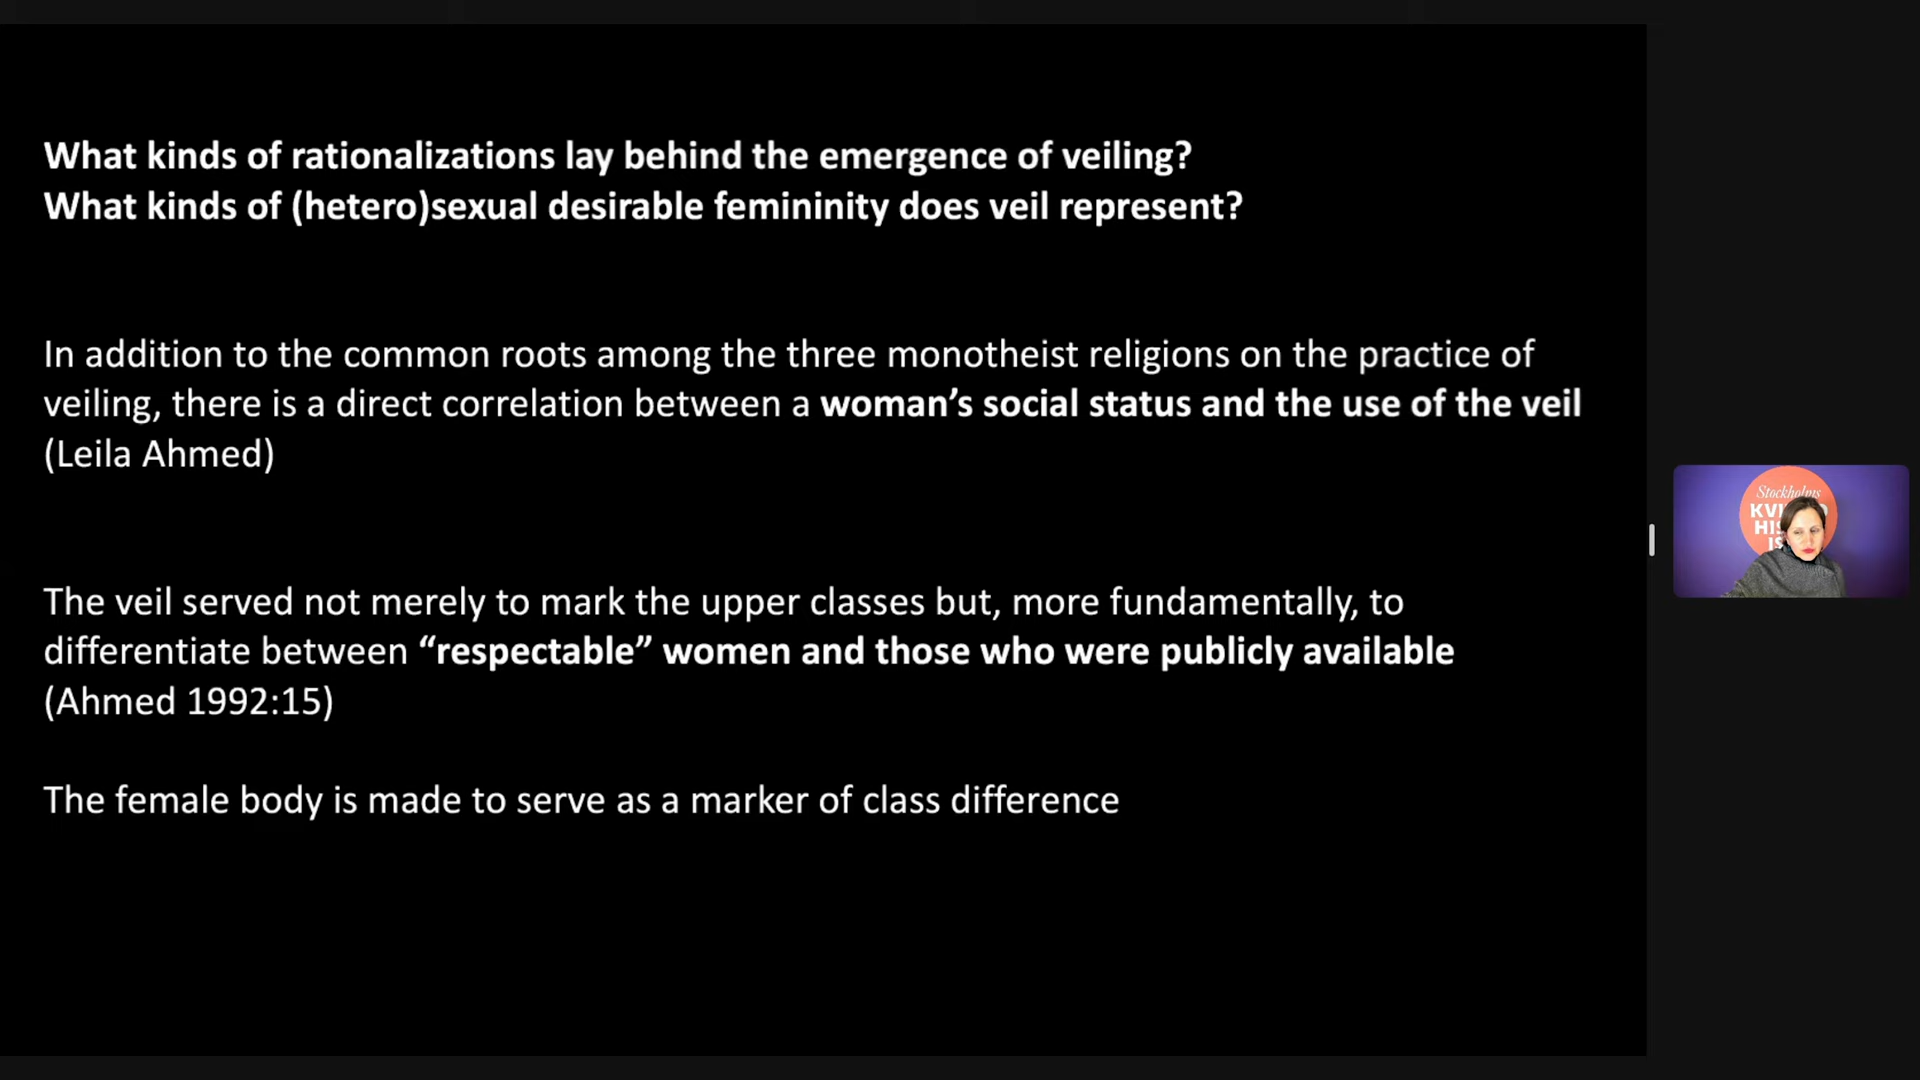 What kinds of rationalizations lay behind the emergence of veiling?
What kinds of (hetero)sexual desirable femininity does veil represent?
In addition to the common roots among the three monotheist religions on the practice of
veiling, there is a direct correlation between a woman’s social status and the use of the veil
(Leila Ahmed)
The veil served not merely to mark the upper classes but, more fundamentally, to
differentiate between “respectable” women and those who were publicly available
(Ahmed 1992:15)
The female body is made to serve as a marker of class difference
Stockholms